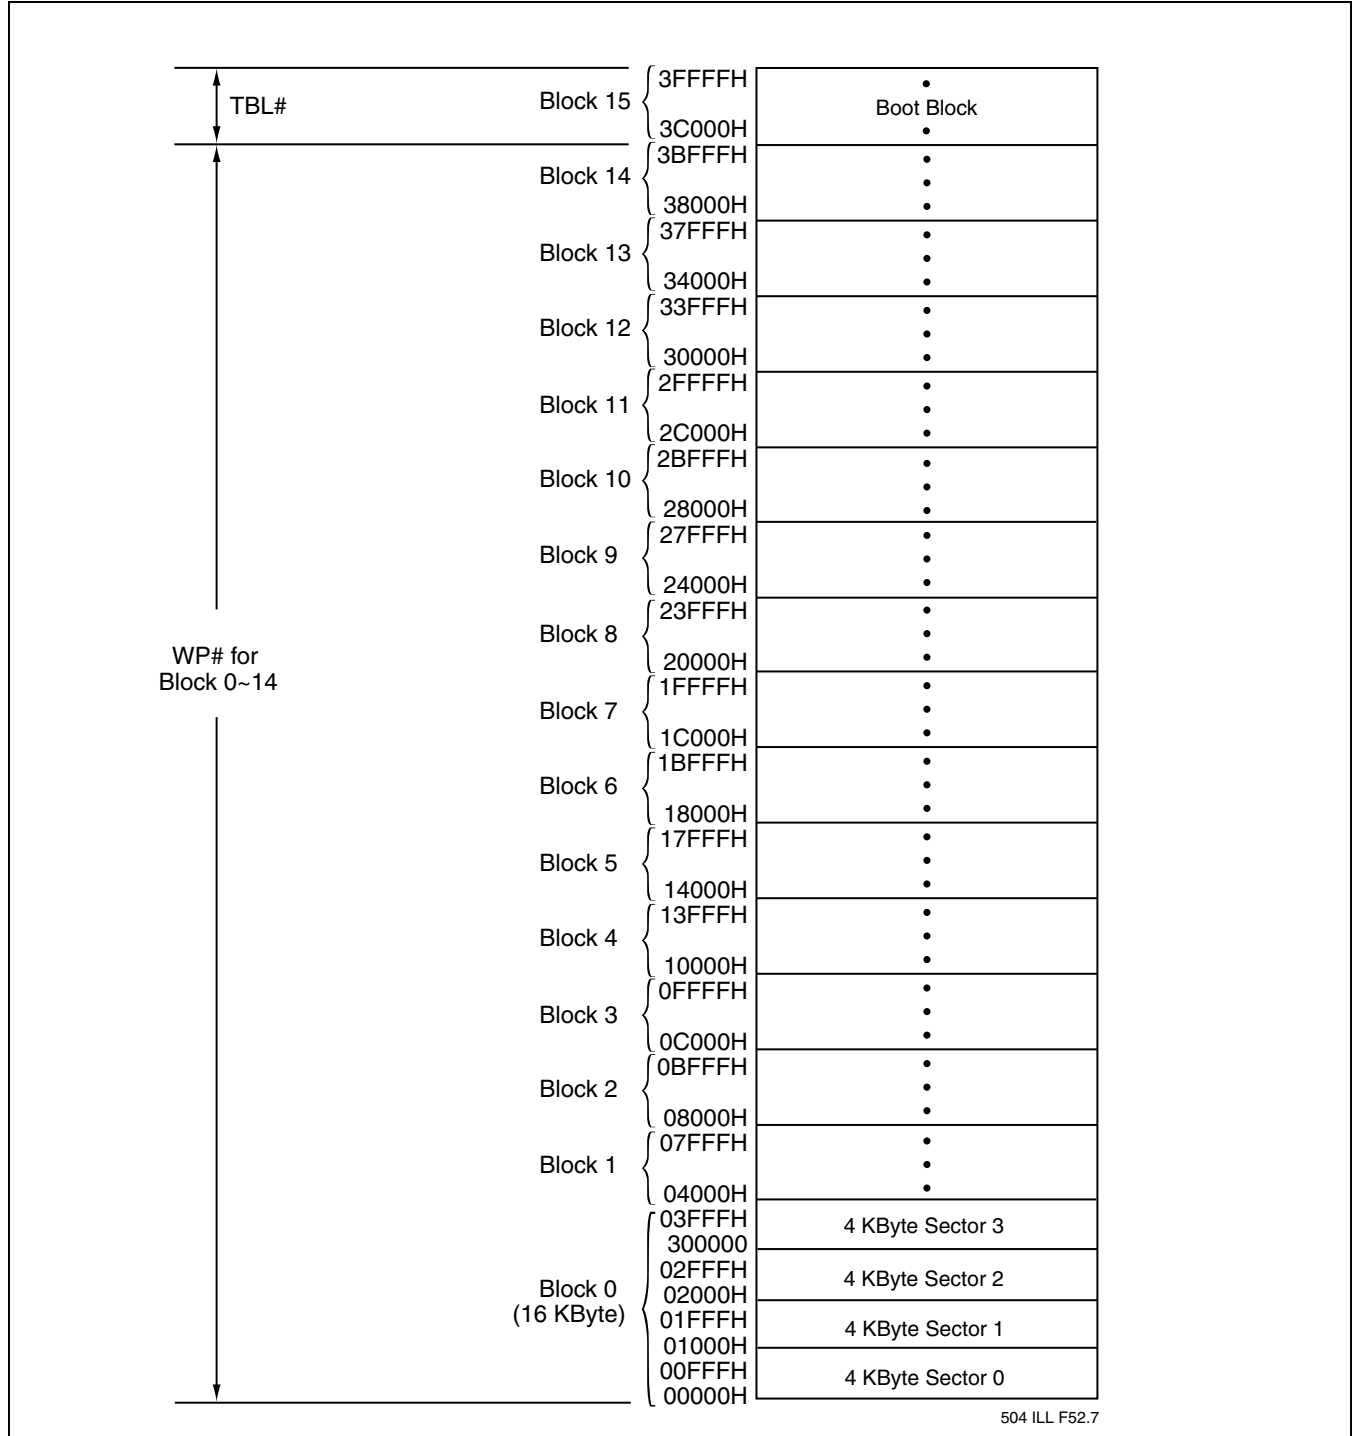 TBL#
Block 15
3FFFFH
3C000H
Boot Block
Block 14
3BFFFH
38000H
Block 13
37FFFH
34000H
Block 12
33FFFH
30000H
Block 11
2FFFFH
2C000H
Block 10
2BFFFH
28000H
Block 9
27FFFH
24000H
Block 8
23FFFH
20000H
WP# for
Block 0~14
Block 7
1FFFFH
1C000H
Block 6
1BFFFH
18000H
Block 5
17FFFH
14000H
Block 4
13FFFH
10000H
Block 3
0FFFFH
0C000H
Block 2
0BFFFH
08000H
Block 1
07FFFH
04000H
Block 0
(16 KByte)
03FFFH
300000
4 KByte Sector 3
02FFFH
02000H
4 KByte Sector 2
01FFFH
01000H
4 KByte Sector 1
00FFFH
00000H
4 KByte Sector 0
504 ILL F52.7